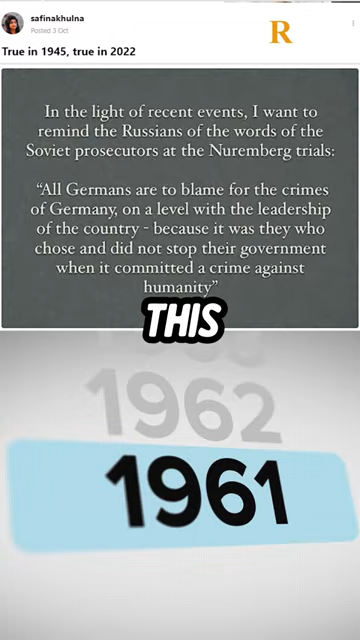 safinakhulna
Posted 3 Oct
R
True in 1945, true in 2022
In the light of recent events, I want to
remind the Russians of the words of the
Soviet prosecutors at the Nuremberg trials:
“All Germans are to blame for the crimes
of Germany, on a level with the leadership
of the country - because it was they who
chose and did not stop their government
when it committed a crime against
humanity”
THIS
1962
1961